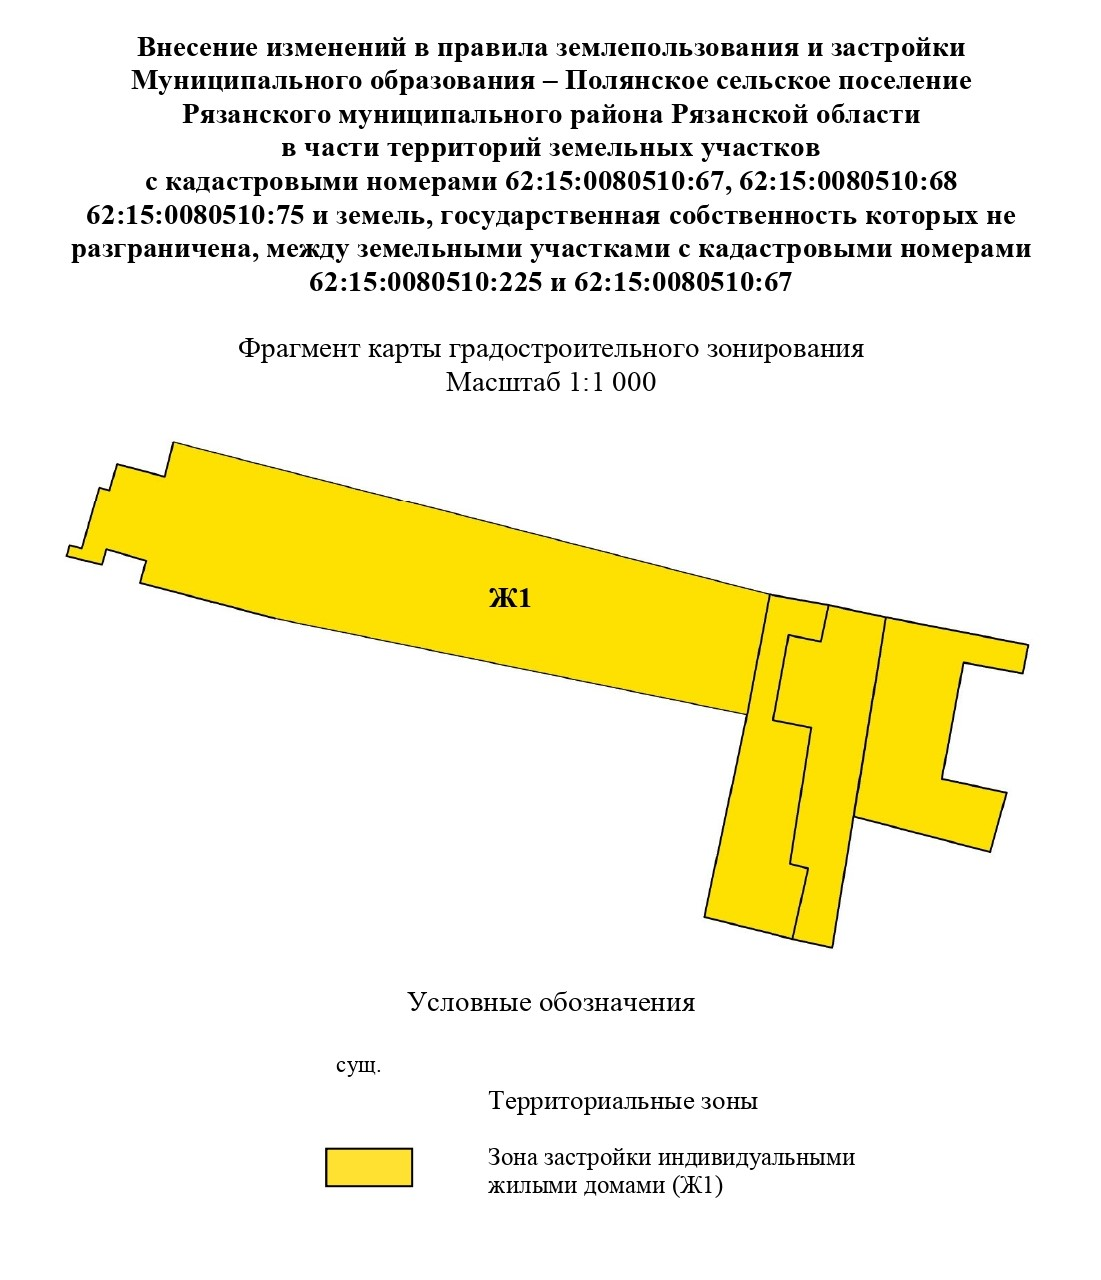 Внесение изменений в правила землепользования и застройки
Муниципального образования – Полянское сельское поселение
Рязанского муниципального района Рязанской области
в части территорий земельных участков
с кадастровыми номерами 62:15:0080510:67, 62:15:0080510:68
62:15:0080510:75 и земель, государственная собственность которых не
разграничена, между земельными участками с кадастровыми номерами
62:15:0080510:225 и 62:15:0080510:67
Фрагмент карты градостроительного зонирования
Масштаб 1:1 000
Ж1
Условные обозначения
сущ.
Территориальные зоны
Зона застройки индивидуальными
жилыми домами (Ж1)